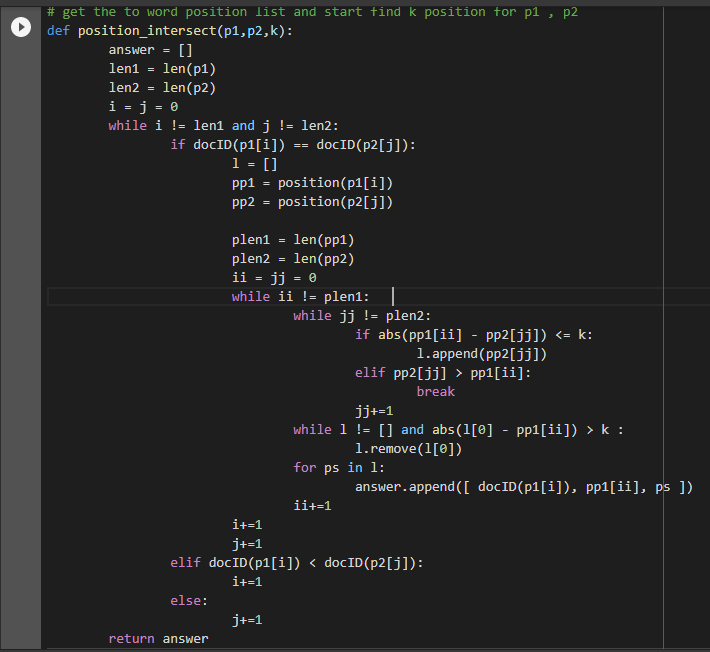 # get the to word position list and start find k position for p1 , p2
def position_intersect(p1,p2,k):
        answer = []
        len1 = len(p1)
        len2 = len(p2)
        i = j = 0
        while i != len1 and j != len2:
                if docID(p1[i]) == docID(p2[j]):
                        l = []
                        pp1 = position(p1[i])
                        pp2 = position(p2[j])

                        plen1 = len(pp1)
                        plen2 = len(pp2)
                        ii = jj = 0
                        while ii != plen1:
                                while jj != plen2:
                                        if abs(pp1[ii] - pp2[jj]) <= k:
                                                l.append(pp2[jj])
                                        elif pp2[jj] > pp1[ii]:
                                                break
                                        jj+=1
                                while l != [] and abs(l[0] - pp1[ii]) > k :
                                        l.remove(l[0])
                                for ps in l:
                                        answer.append([ docID(p1[i]), pp1[ii], ps ])
                                ii+=1
                        i+=1
                        j+=1
                elif docID(p1[i]) < docID(p2[j]):
                        i+=1
                else:
                        j+=1
        return answer